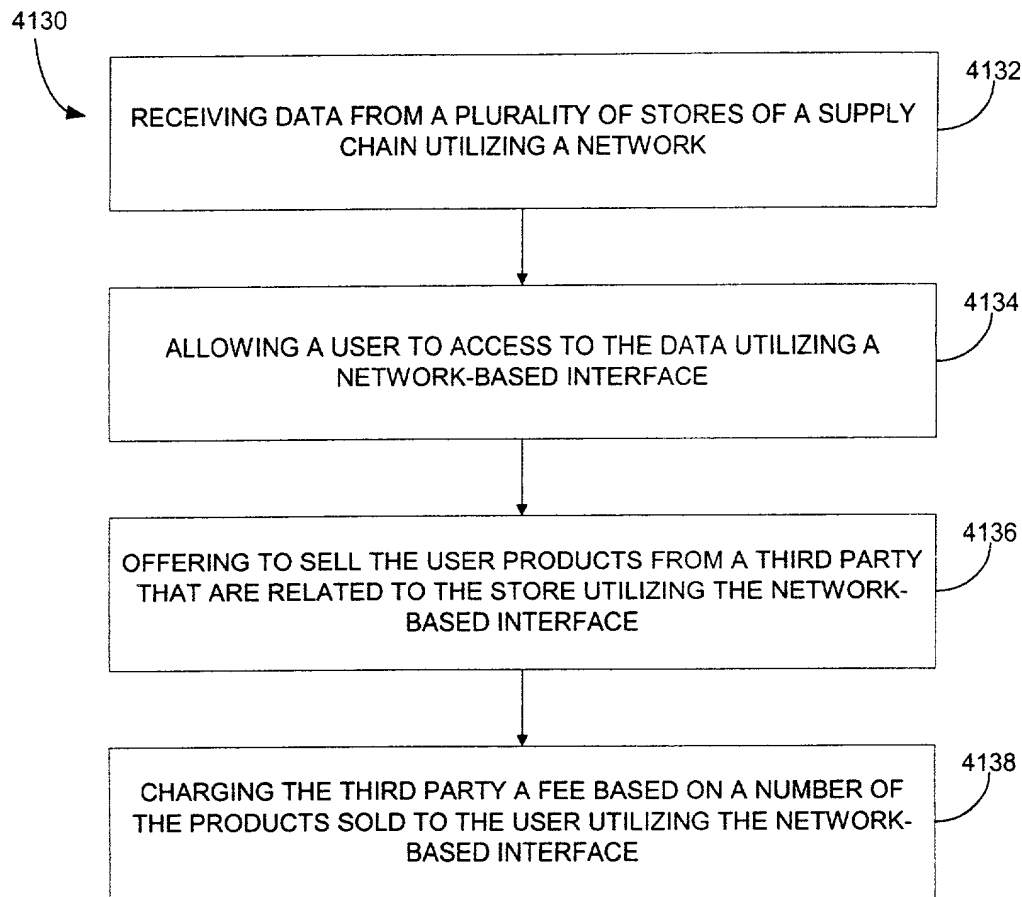 4130
4132
RECEIVING DATA FROM A PLURALITY OF STORES OF A SUPPLY
CHAIN UTILIZING A NETWORK
4134
ALLOWING A USER TO ACCESS TO THE DATA UTILIZING A
NETWORK-BASED INTERFACE
4136
OFFERING TO SELL THE USER PRODUCTS FROM A THIRD PARTY
THAT ARE RELATED TO THE STORE UTILIZING THE NETWORK-
BASED INTERFACE
4138
CHARGING THE THIRD PARTY A FEE BASED ON A NUMBER OF
THE PRODUCTS SOLD TO THE USER UTILIZING THE NETWORK-
BASED INTERFACE